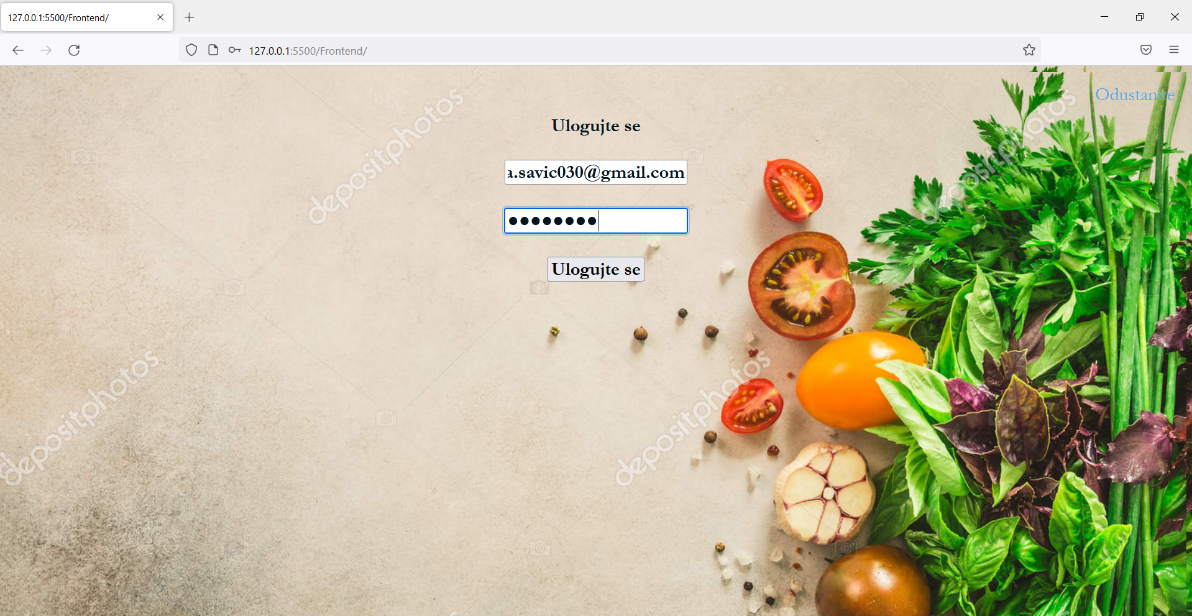 127.0.0.1:5500/Frontend/
127.0.0.1:5500/Frontend/
Odustanite
Ulogujte se
a.savic030@gmail.com
Ulogujte se
depositphotos
depositphotos
depositphotos
depositphotos